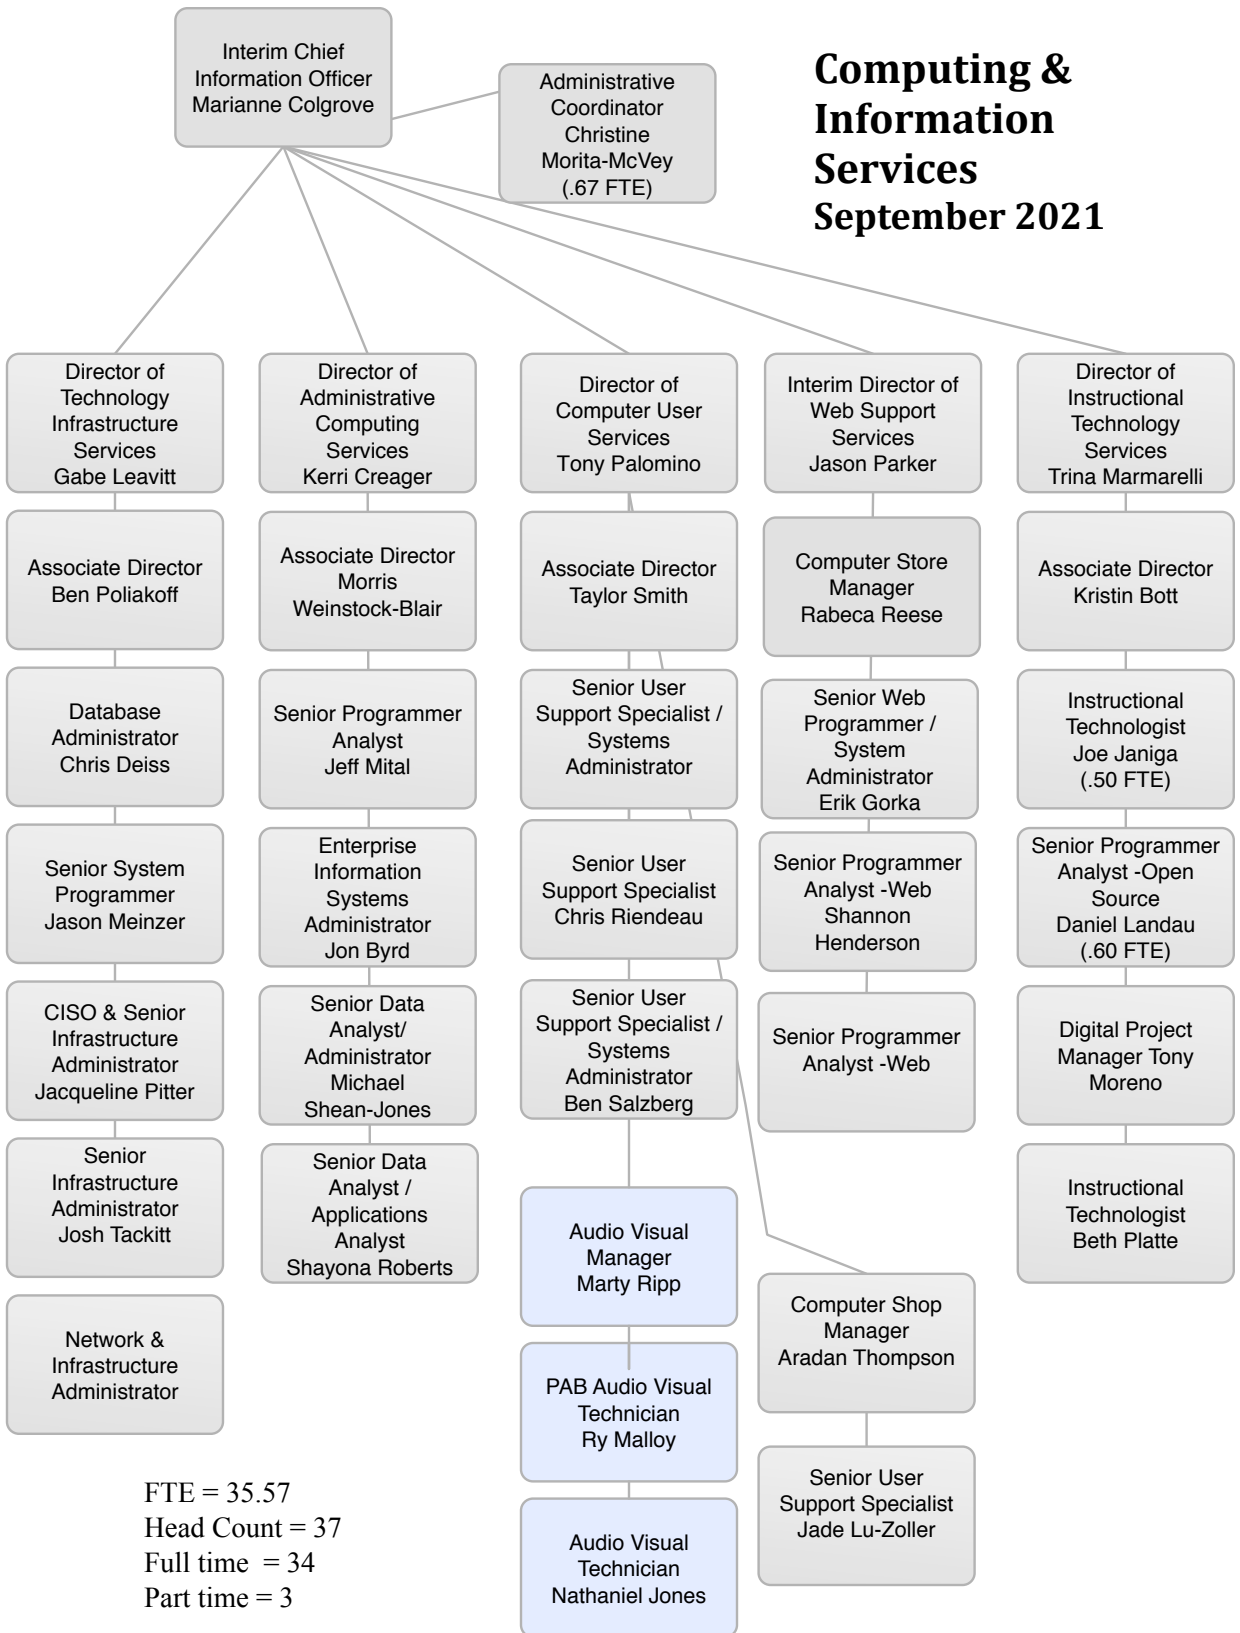 Interim Chief
Information Officer
Marianne Colgrove
Administrative
Coordinator
Christine
Morita-McVey
(.67 FTE)
Computing &
Information
Services
September 2021
Director of
Technology
Infrastructure
Services
Gabe Leavitt
Director of
Administrative
Computing
Services
Kerri Creager
Director of
Computer User
Services
Tony Palomino
Interim Director of
Web Support
Services
Jason Parker
Director of
Instructional
Technology
Services
Trina Marmarelli
Associate Director
Ben Poliakoff
Associate Director
Morris
Weinstock-Blair
Associate Director
Taylor Smith
Computer Store
Manager
Rabeca Reese
Associate Director
Kristin Bott
Database
Administrator
Chris Deiss
Senior Programmer
Analyst
Jeff Mital
Senior User
Support Specialist /
Systems
Administrator
Senior Web
Programmer /
System
Administrator
Erik Gorka
Instructional
Technologist
Joe Janiga
(.50 FTE)
Senior System
Programmer
Jason Meinzer
Enterprise
Information
Systems
Administrator
Jon Byrd
Senior User
Support Specialist
Chris Riendeau
Senior Programmer
Analyst -Web
Shannon
Henderson
Senior Programmer
Analyst -Open
Source
Daniel Landau
(.60 FTE)
CISO & Senior
Infrastructure
Administrator
Jacqueline Pitter
Senior Data
Analyst/
Administrator
Michael
Shean-Jones
Senior User
Support Specialist /
Systems
Administrator
Ben Salzberg
Senior Programmer
Analyst -Web
Digital Project
Manager Tony
Moreno
Senior
Infrastructure
Administrator
Josh Tackitt
Senior Data
Analyst /
Applications
Analyst
Shayona Roberts
Audio Visual
Manager
Marty Ripp
Instructional
Technologist
Beth Platte
Network &
Infrastructure
Administrator
PAB Audio Visual
Technician
Ry Malloy
Computer Shop
Manager
Aradan Thompson
Audio Visual
Technician
Nathaniel Jones
Senior User
Support Specialist
Jade Lu-Zoller
FTE = 35.57
Head Count = 37
Full time = 34
Part time = 3